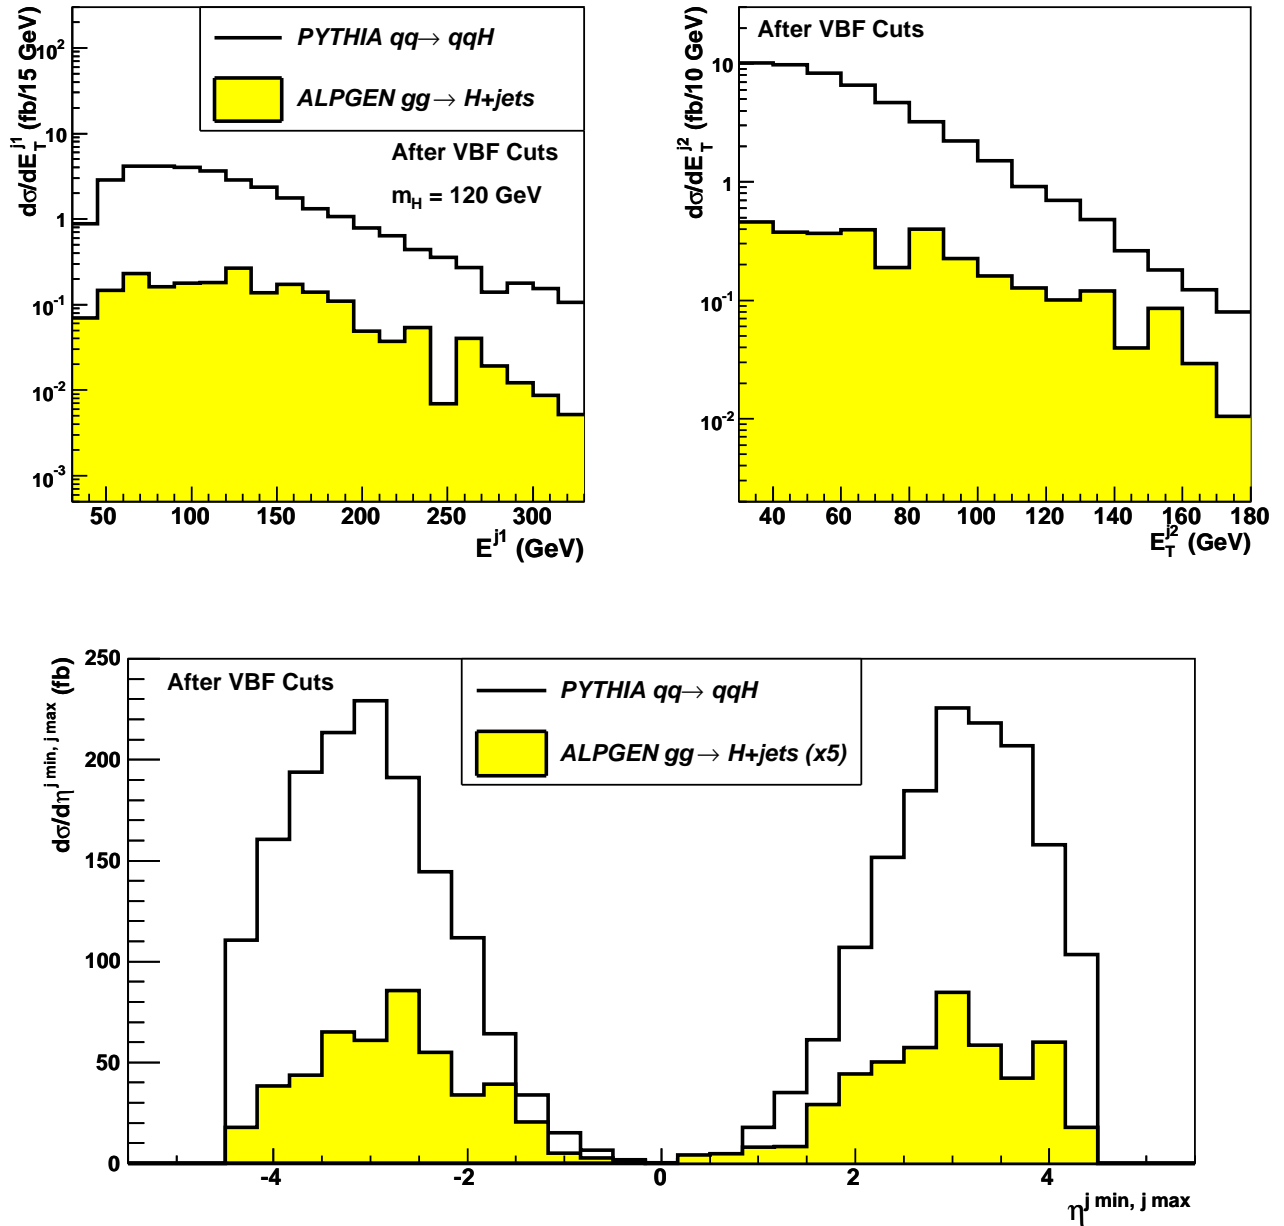 dσ/dE_T^j1 (fb/15 GeV)
10^2
10
1
10^-1
10^-2
10^-3
PYTHIA qq→ qqH
ALPGEN gg→ H+jets
After VBF Cuts
m_H = 120 GeV
50 100 150 200 250 300
E^j1 (GeV)
dσ/dE_T^j2 (fb/10 GeV)
After VBF Cuts
10
1
10^-1
10^-2
40 60 80 100 120 140 160 180
E_T^j2 (GeV)
dσ/dη^j min, j max (fb)
250
200
150
100
50
0
After VBF Cuts
PYTHIA qq→ qqH
ALPGEN gg→ H+jets (x5)
-4 -2 0 2 4
η^j min, j max